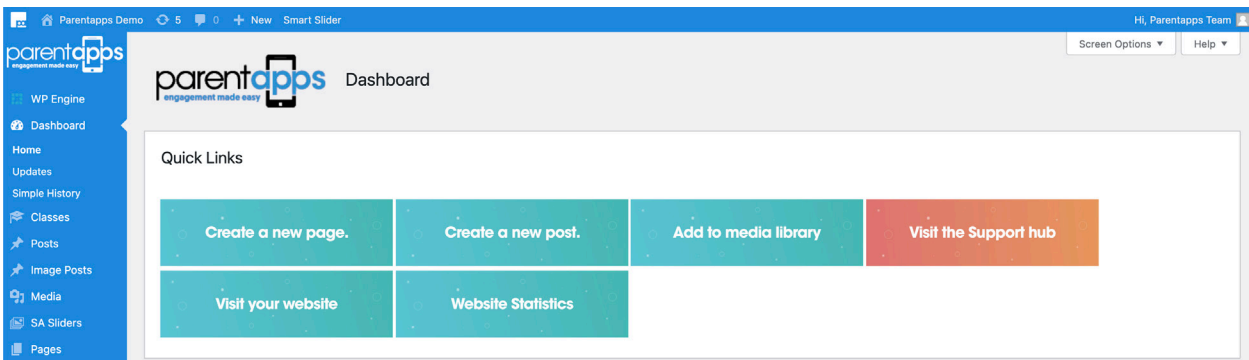 Parentapps Demo 5 0 + New Smart Slider Hi, Parentapps Team
Screen Options ▼ Help ▼
parentapps
engagement made easy
WP Engine
Dashboard
Home
Updates
Simple History
Classes
Posts
Image Posts
Media
SA Sliders
Pages
parentapps
engagement made easy
Dashboard
Quick Links
Create a new page.
Create a new post.
Add to media library
Visit the Support hub
Visit your website
Website Statistics